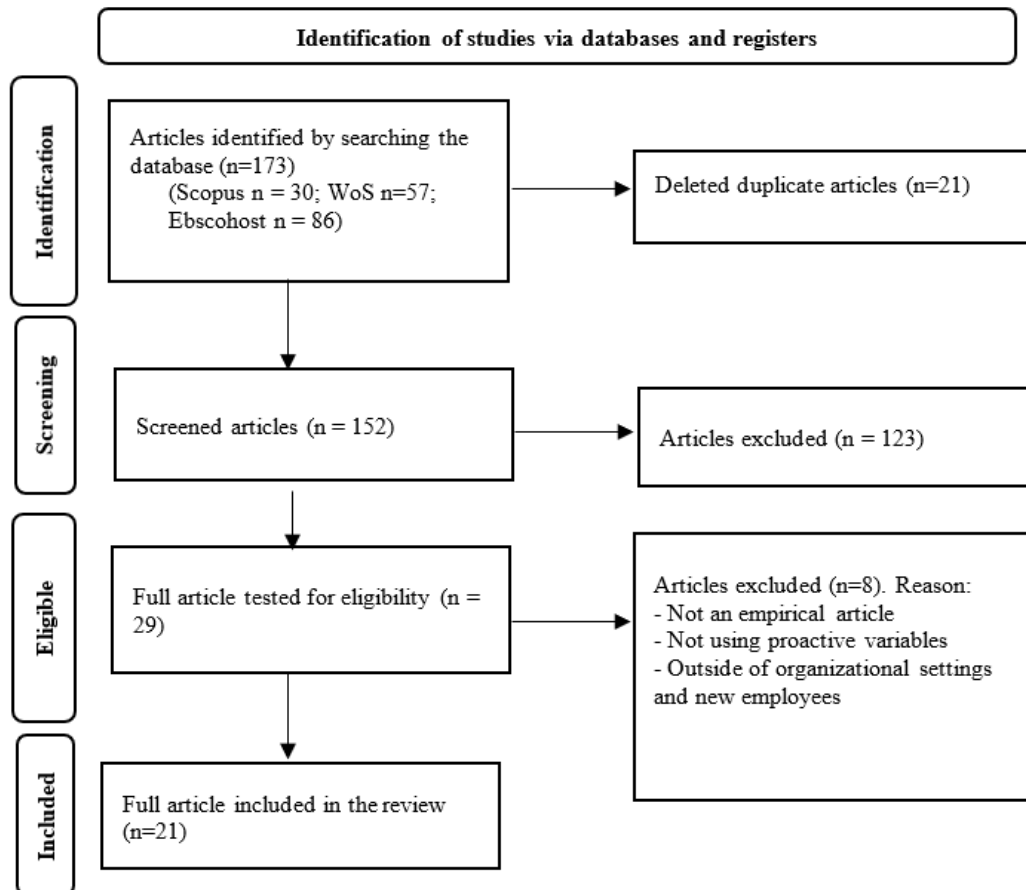 Identification of studies via databases and registers
Identification
Articles identified by searching the
database (n=173)
(Scopus n = 30; WoS n=57;
Ebscohost n = 86)
Deleted duplicate articles (n=21)
Screening
Screened articles (n = 152)
Articles excluded (n = 123)
Eligible
Full article tested for eligibility (n =
29)
Articles excluded (n=8). Reason:
- Not an empirical article
- Not using proactive variables
- Outside of organizational settings
and new employees
Included
Full article included in the review
(n=21)